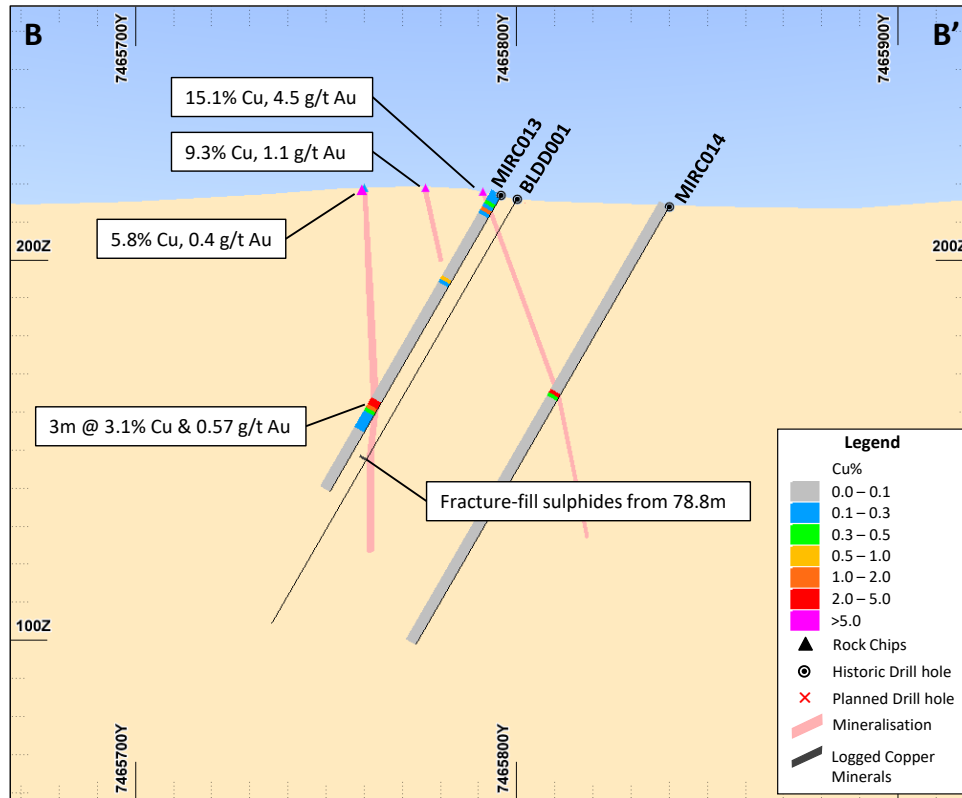 B
B’
7465700Y
7465800Y
7465900Y
15.1% Cu, 4.5 g/t Au
9.3% Cu, 1.1 g/t Au
5.8% Cu, 0.4 g/t Au
MIRC013
BLDD001
MIRC014
200Z
200Z
3m @ 3.1% Cu & 0.57 g/t Au
Fracture-fill sulphides from 78.8m
100Z
7465700Y
7465800Y
Legend
Cu%
0.0 – 0.1
0.1 – 0.3
0.3 – 0.5
0.5 – 1.0
1.0 – 2.0
2.0 – 5.0
>5.0
Rock Chips
Historic Drill hole
Planned Drill hole
Mineralisation
Logged Copper
Minerals